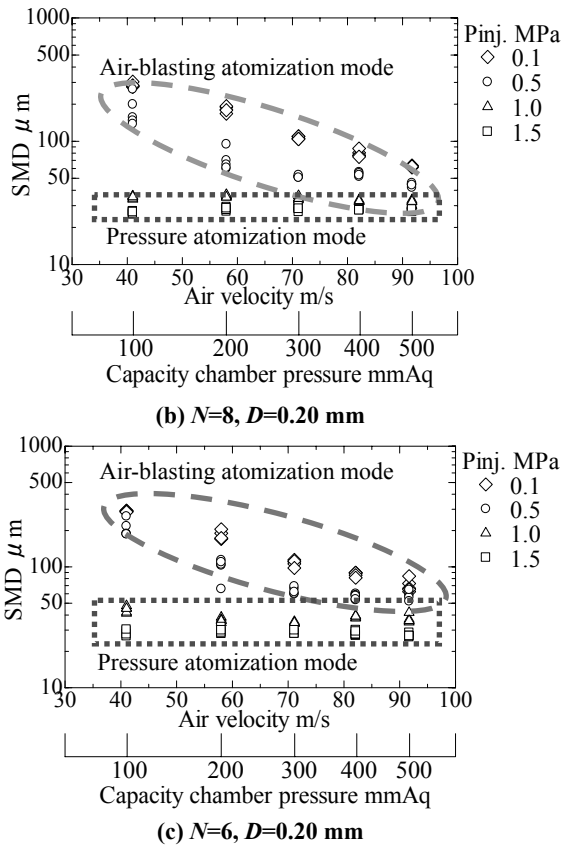 1000
500
100
50
10
SMD μ m
Air-blasting atomization mode
Pressure atomization mode
Pinj. MPa
0.1
0.5
1.0
1.5
30 40 50 60 70 80 90 100
Air velocity m/s
100 200 300 400 500
Capacity chamber pressure mmAq
(b) N=8, D=0.20 mm
1000
500
100
50
10
SMD μ m
Air-blasting atomization mode
Pressure atomization mode
Pinj. MPa
0.1
0.5
1.0
1.5
30 40 50 60 70 80 90 100
Air velocity m/s
100 200 300 400 500
Capacity chamber pressure mmAq
(c) N=6, D=0.20 mm